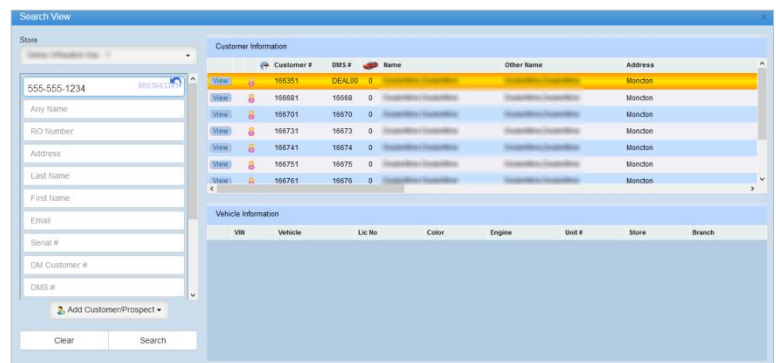 Search View
Store
555-555-1234
Any Name
RO Number
Address
Last Name
First Name
Email
Serial #
DM Customer #
DMS #
Add Customer/Prospect
Clear Search
Customer Information
Customer # DMS # Name Other Name Address
View 166351 DEAL00 0 Moncton
View 166681 16668 0 Moncton
View 166701 16670 0 Moncton
View 166731 16673 0 Moncton
View 166741 16674 0 Moncton
View 166751 16675 0 Moncton
View 166761 16676 0 Moncton
Vehicle Information
VIN Vehicle Lic No Color Engine Unit # Store Branch